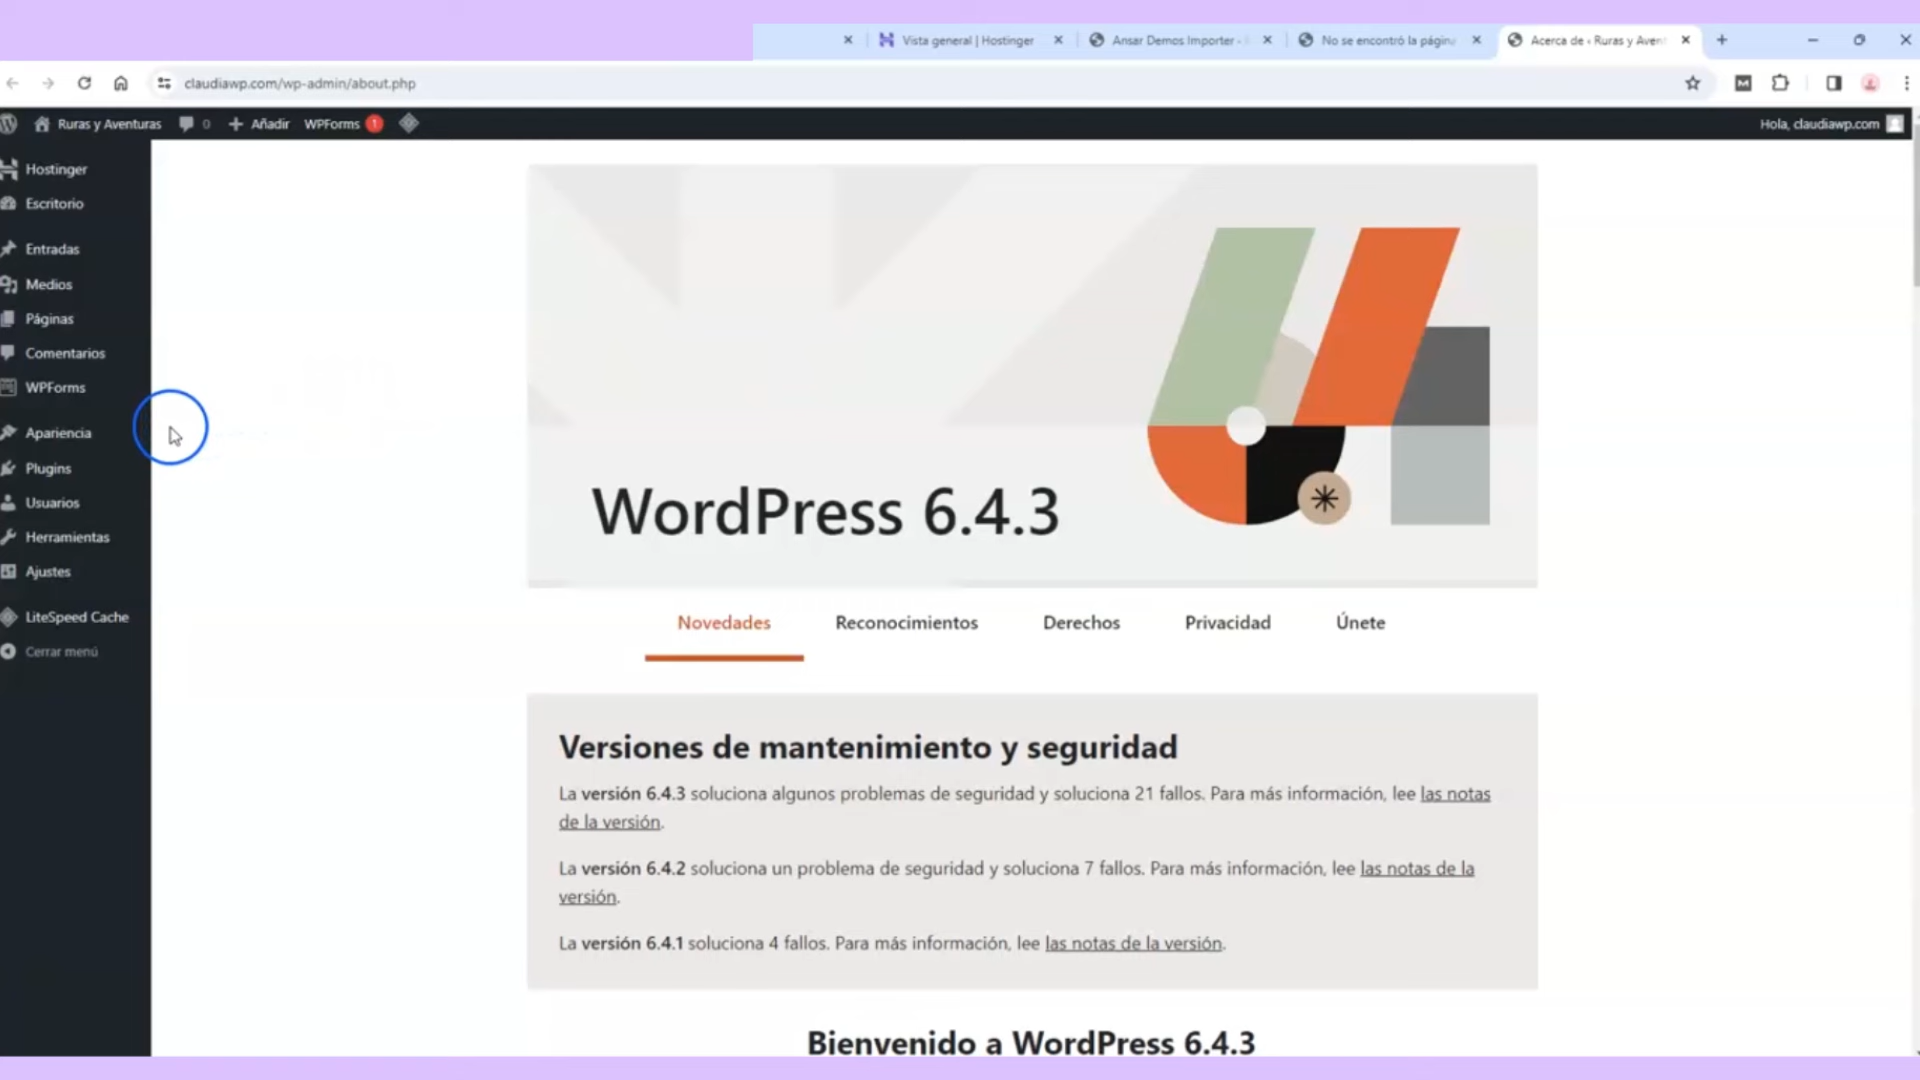 Vista general | Hostinger
Ansar Demos Importer -
No se encontró la página
Acerca de ‹ Ruras y Aven
claudiawp.com/wp-admin/about.php
Ruras y Aventuras 0 Añadir WPForms 1
Hola, claudiawp.com
Hostinger
Escritorio
Entradas
Medios
Páginas
Comentarios
WPForms
Apariencia
Plugins
Usuarios
Herramientas
Ajustes
LiteSpeed Cache
Cerrar menú
WordPress 6.4.3
Novedades Reconocimientos Derechos Privacidad Únete
Versiones de mantenimiento y seguridad
La versión 6.4.3 soluciona algunos problemas de seguridad y soluciona 21 fallos. Para más información, lee las notas
de la versión.
La versión 6.4.2 soluciona un problema de seguridad y soluciona 7 fallos. Para más información, lee las notas de la
versión.
La versión 6.4.1 soluciona 4 fallos. Para más información, lee las notas de la versión.
Bienvenido a WordPress 6.4.3